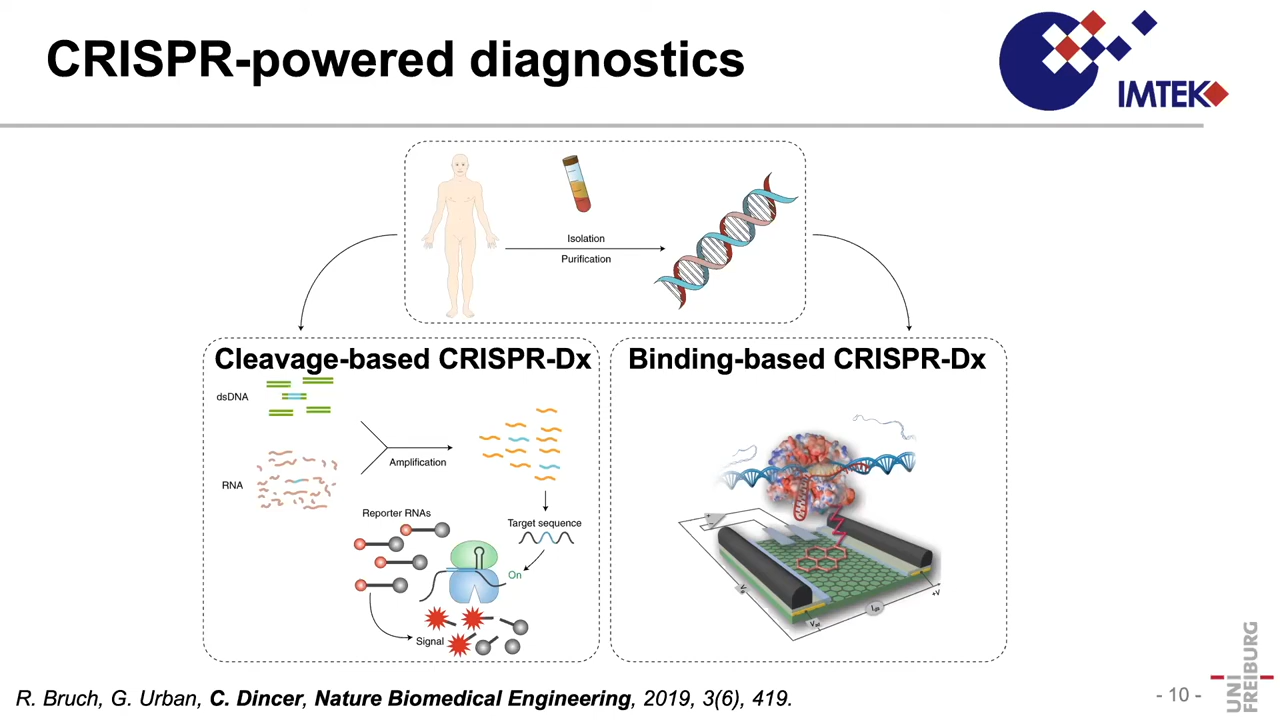 CRISPR-powered diagnostics
IMTEK
Isolation
Purification
Cleavage-based CRISPR-Dx
dsDNA
RNA
Amplification
Reporter RNAs
Target sequence
On
Signal
Binding-based CRISPR-Dx
+V
R. Bruch, G. Urban, C. Dincer, Nature Biomedical Engineering, 2019, 3(6), 419.
- 10 -
UNI
FREIBURG